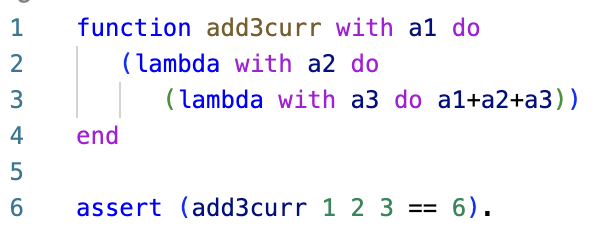 1 function add3curr with a1 do
2 (lambda with a2 do
3 (lambda with a3 do a1+a2+a3))
4 end
5
6 assert (add3curr 1 2 3 == 6).